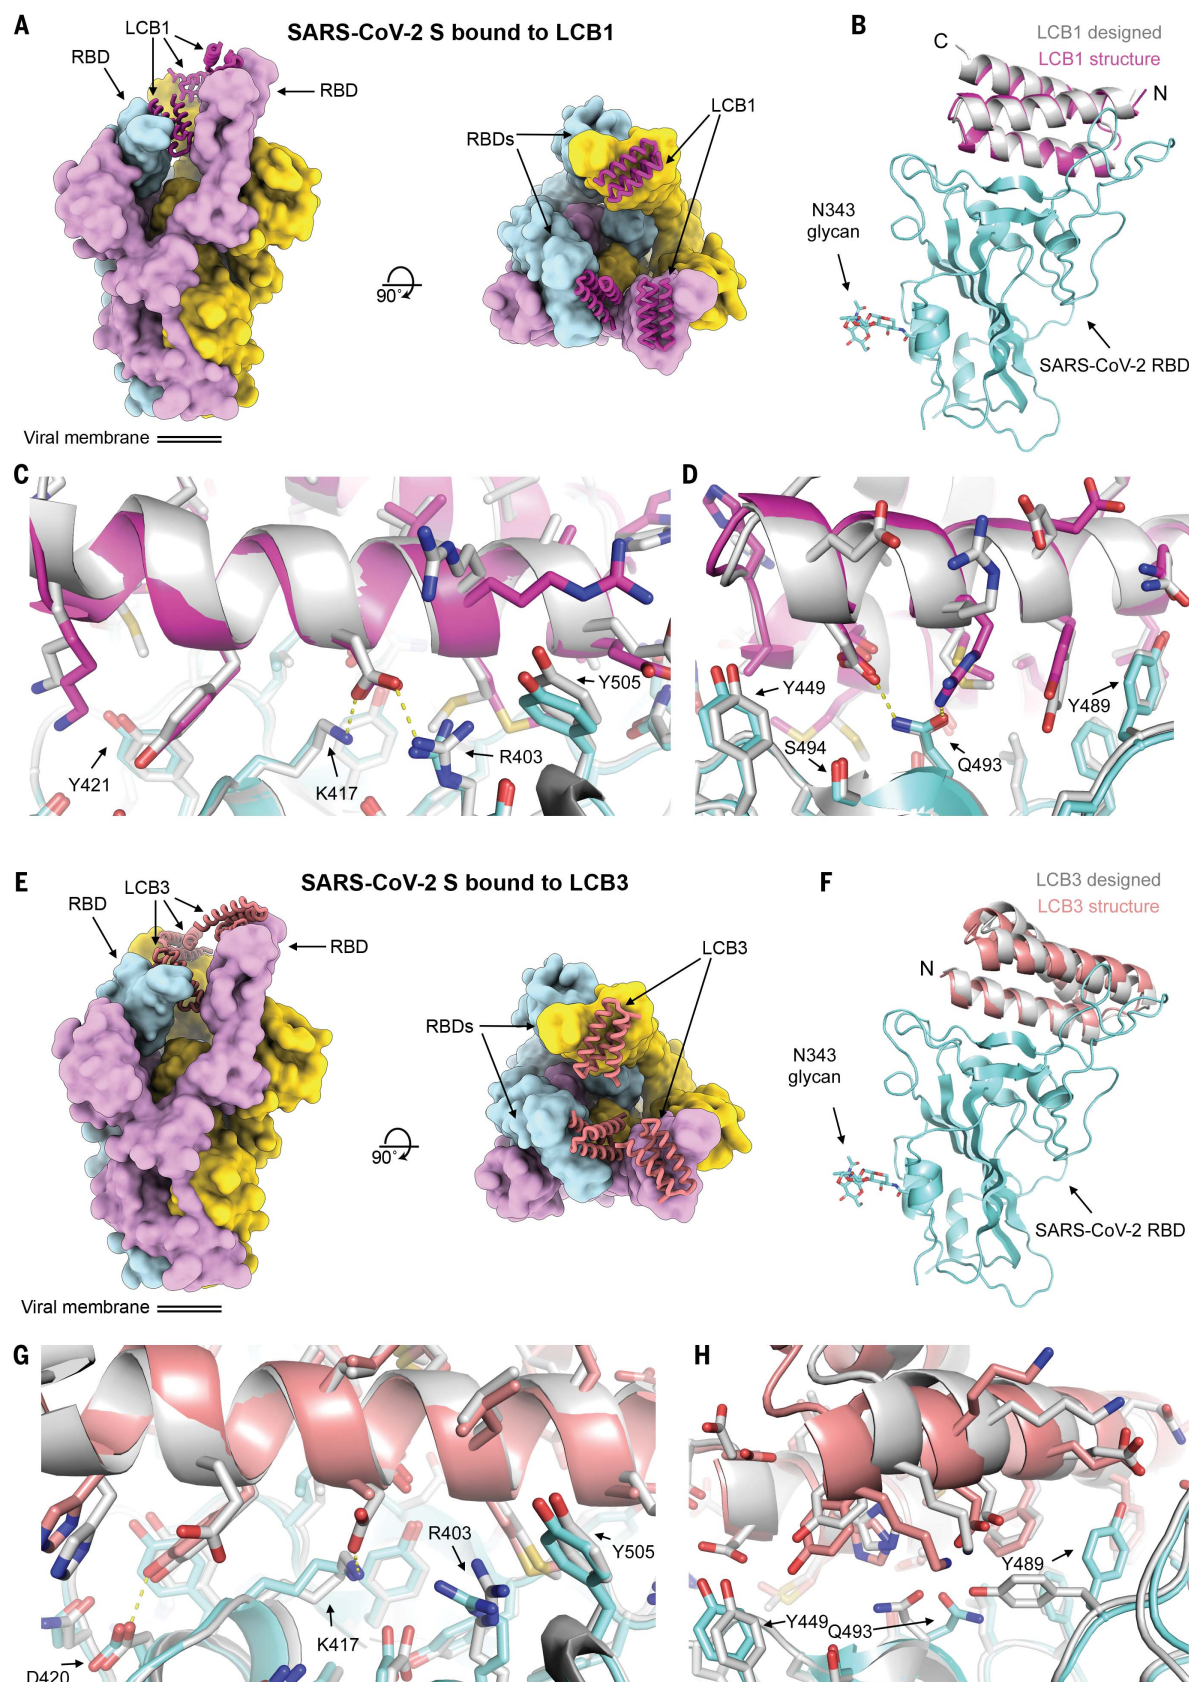 A
SARS-CoV-2 S bound to LCB1
LCB1
RBD
RBD
RBDs
LCB1
90°
Viral membrane
B
LCB1 designed
LCB1 structure
C
N
N343
glycan
SARS-CoV-2 RBD
C
Y421
K417
R403
Y505
D
Y449
S494
Q493
Y489
E
SARS-CoV-2 S bound to LCB3
LCB3
RBD
RBD
RBDs
LCB3
90°
Viral membrane
F
LCB3 designed
LCB3 structure
N
N343
glycan
SARS-CoV-2 RBD
G
D420
K417
R403
Y505
H
Y449
Q493
Y489